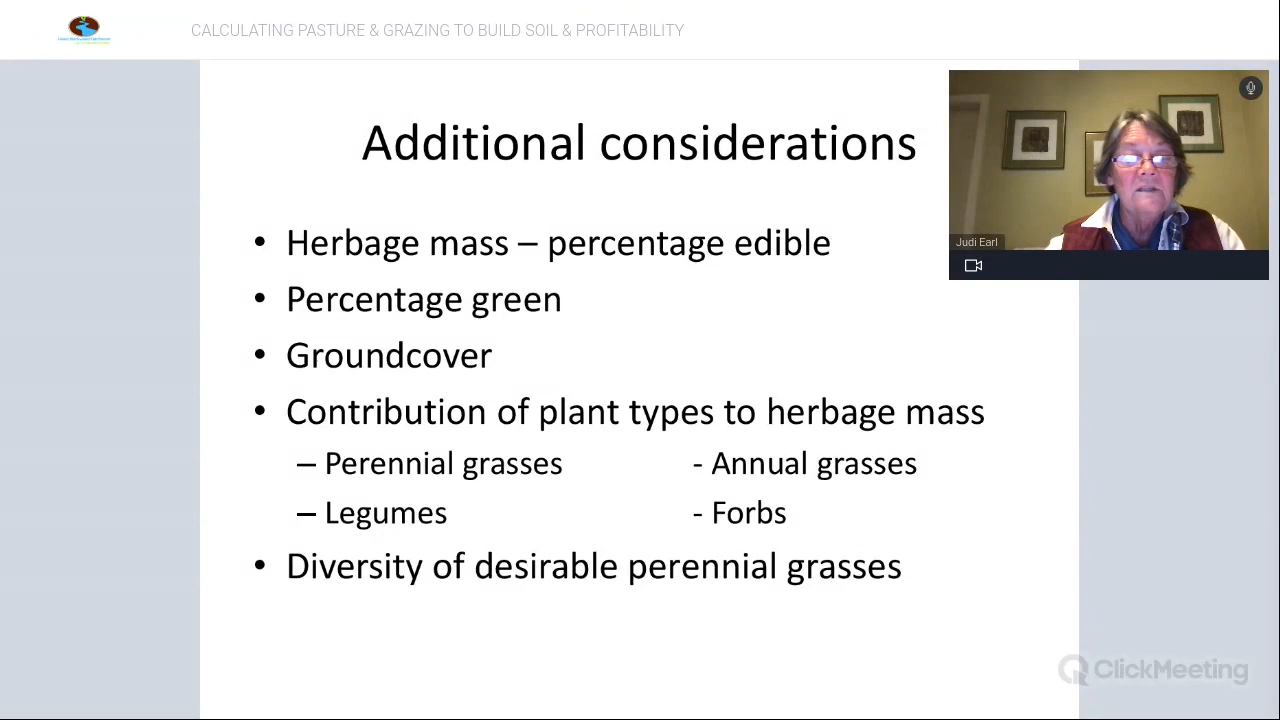 CALCULATING PASTURE & GRAZING TO BUILD SOIL & PROFITABILITY
Additional considerations
Judi Earl
• Herbage mass – percentage edible
• Percentage green
• Groundcover
• Contribution of plant types to herbage mass
– Perennial grasses - Annual grasses
– Legumes - Forbs
• Diversity of desirable perennial grasses
ClickMeeting